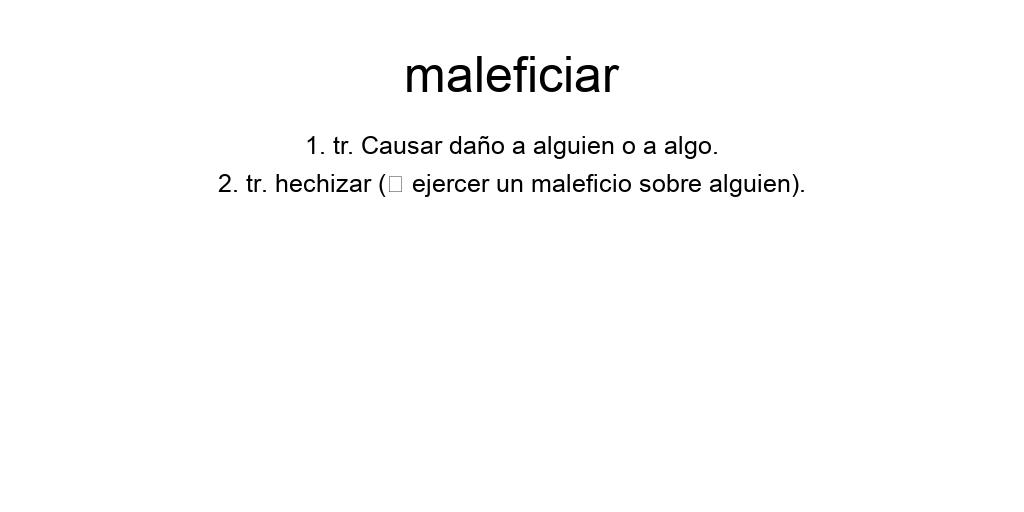 maleficiar
1. tr. Causar daño a alguien o a algo.
2. tr. hechizar (□ ejercer un maleficio sobre alguien).